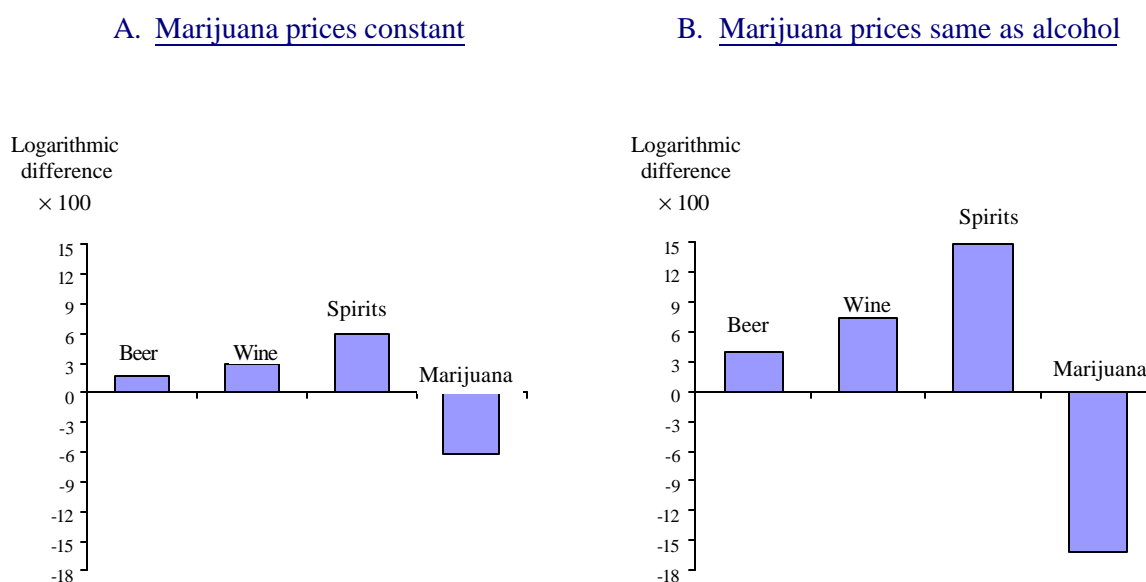 A. Marijuana prices constant
B. Marijuana prices same as alcohol
Logarithmic
difference
× 100
15
12
9
6
3
0
-3
-6
-9
-12
-15
-18
Beer
Wine
Spirits
Marijuana
Logarithmic
difference
× 100
15
12
9
6
3
0
-3
-6
-9
-12
-15
-18
Beer
Wine
Spirits
Marijuana